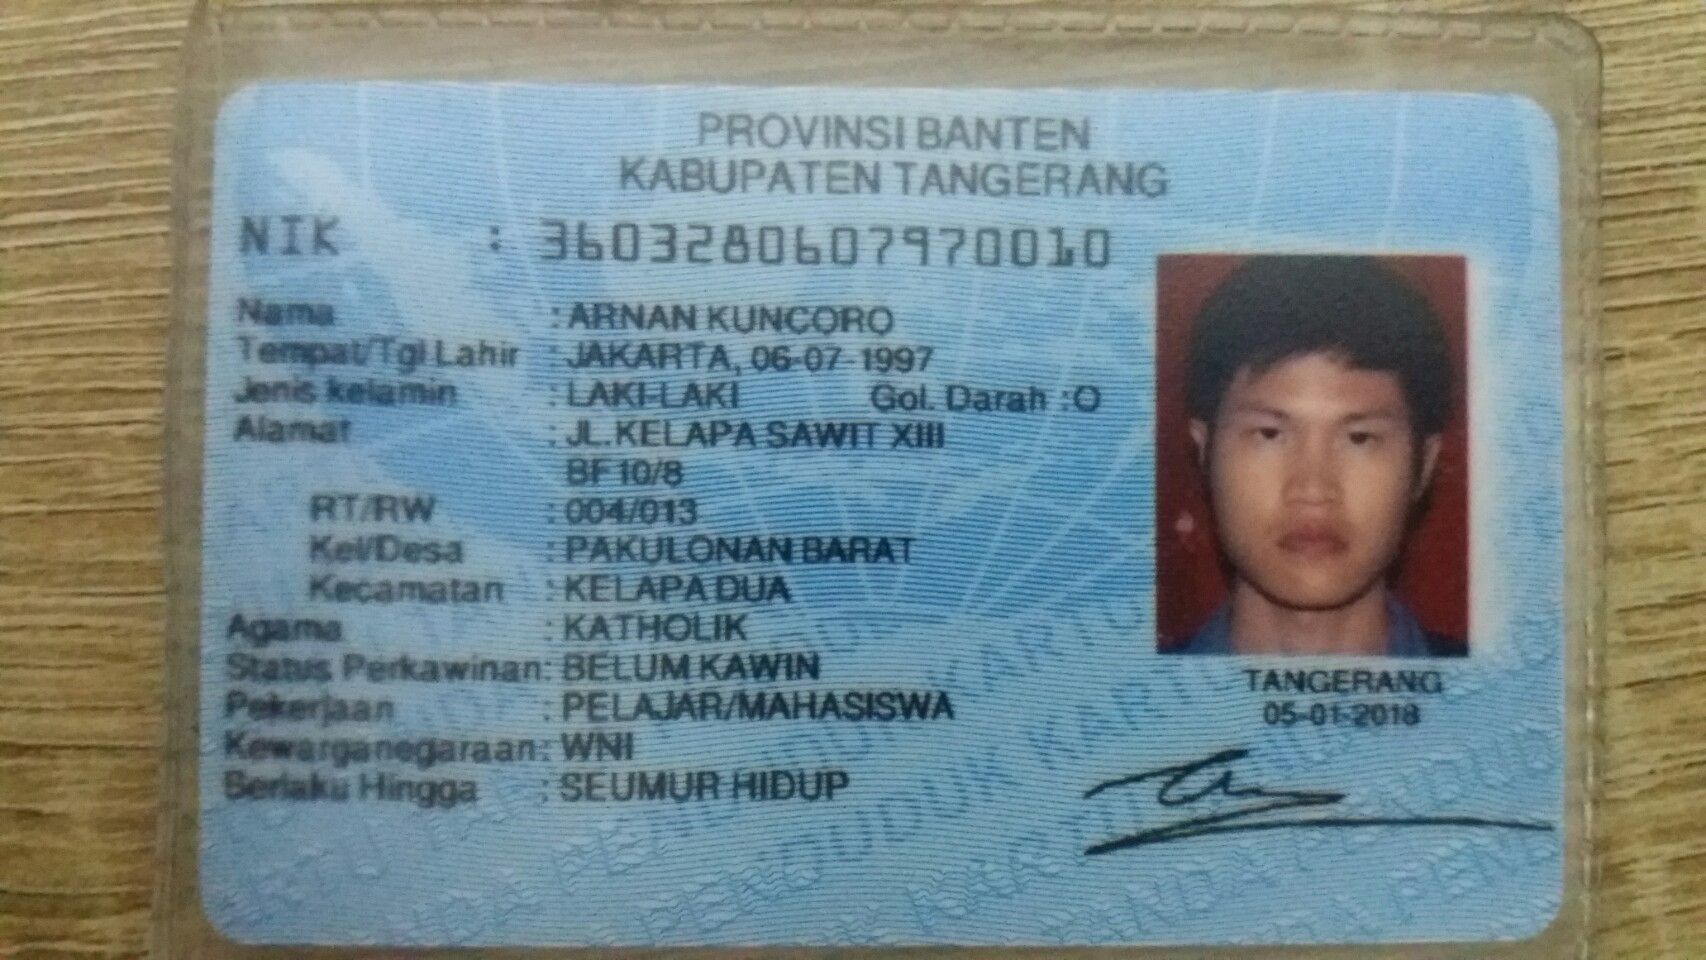 PROVINSI BANTEN
KABUPATEN TANGERANG
NIK : 3603280607970010
Nama : ARNAN KUNCORO
Tempat/Tgl Lahir : JAKARTA, 06-07-1997
Jenis kelamin : LAKI-LAKI Gol. Darah : O
Alamat : JL.KELAPA SAWIT XIII
BF 10/8
RT/RW : 004/013
Kel/Desa : PAKULONAN BARAT
Kecamatan : KELAPA DUA
Agama : KATHOLIK
Status Perkawinan: BELUM KAWIN
Pekerjaan : PELAJAR/MAHASISWA
Kewarganegaraan: WNI
Berlaku Hingga : SEUMUR HIDUP
TANGERANG
05-01-2018